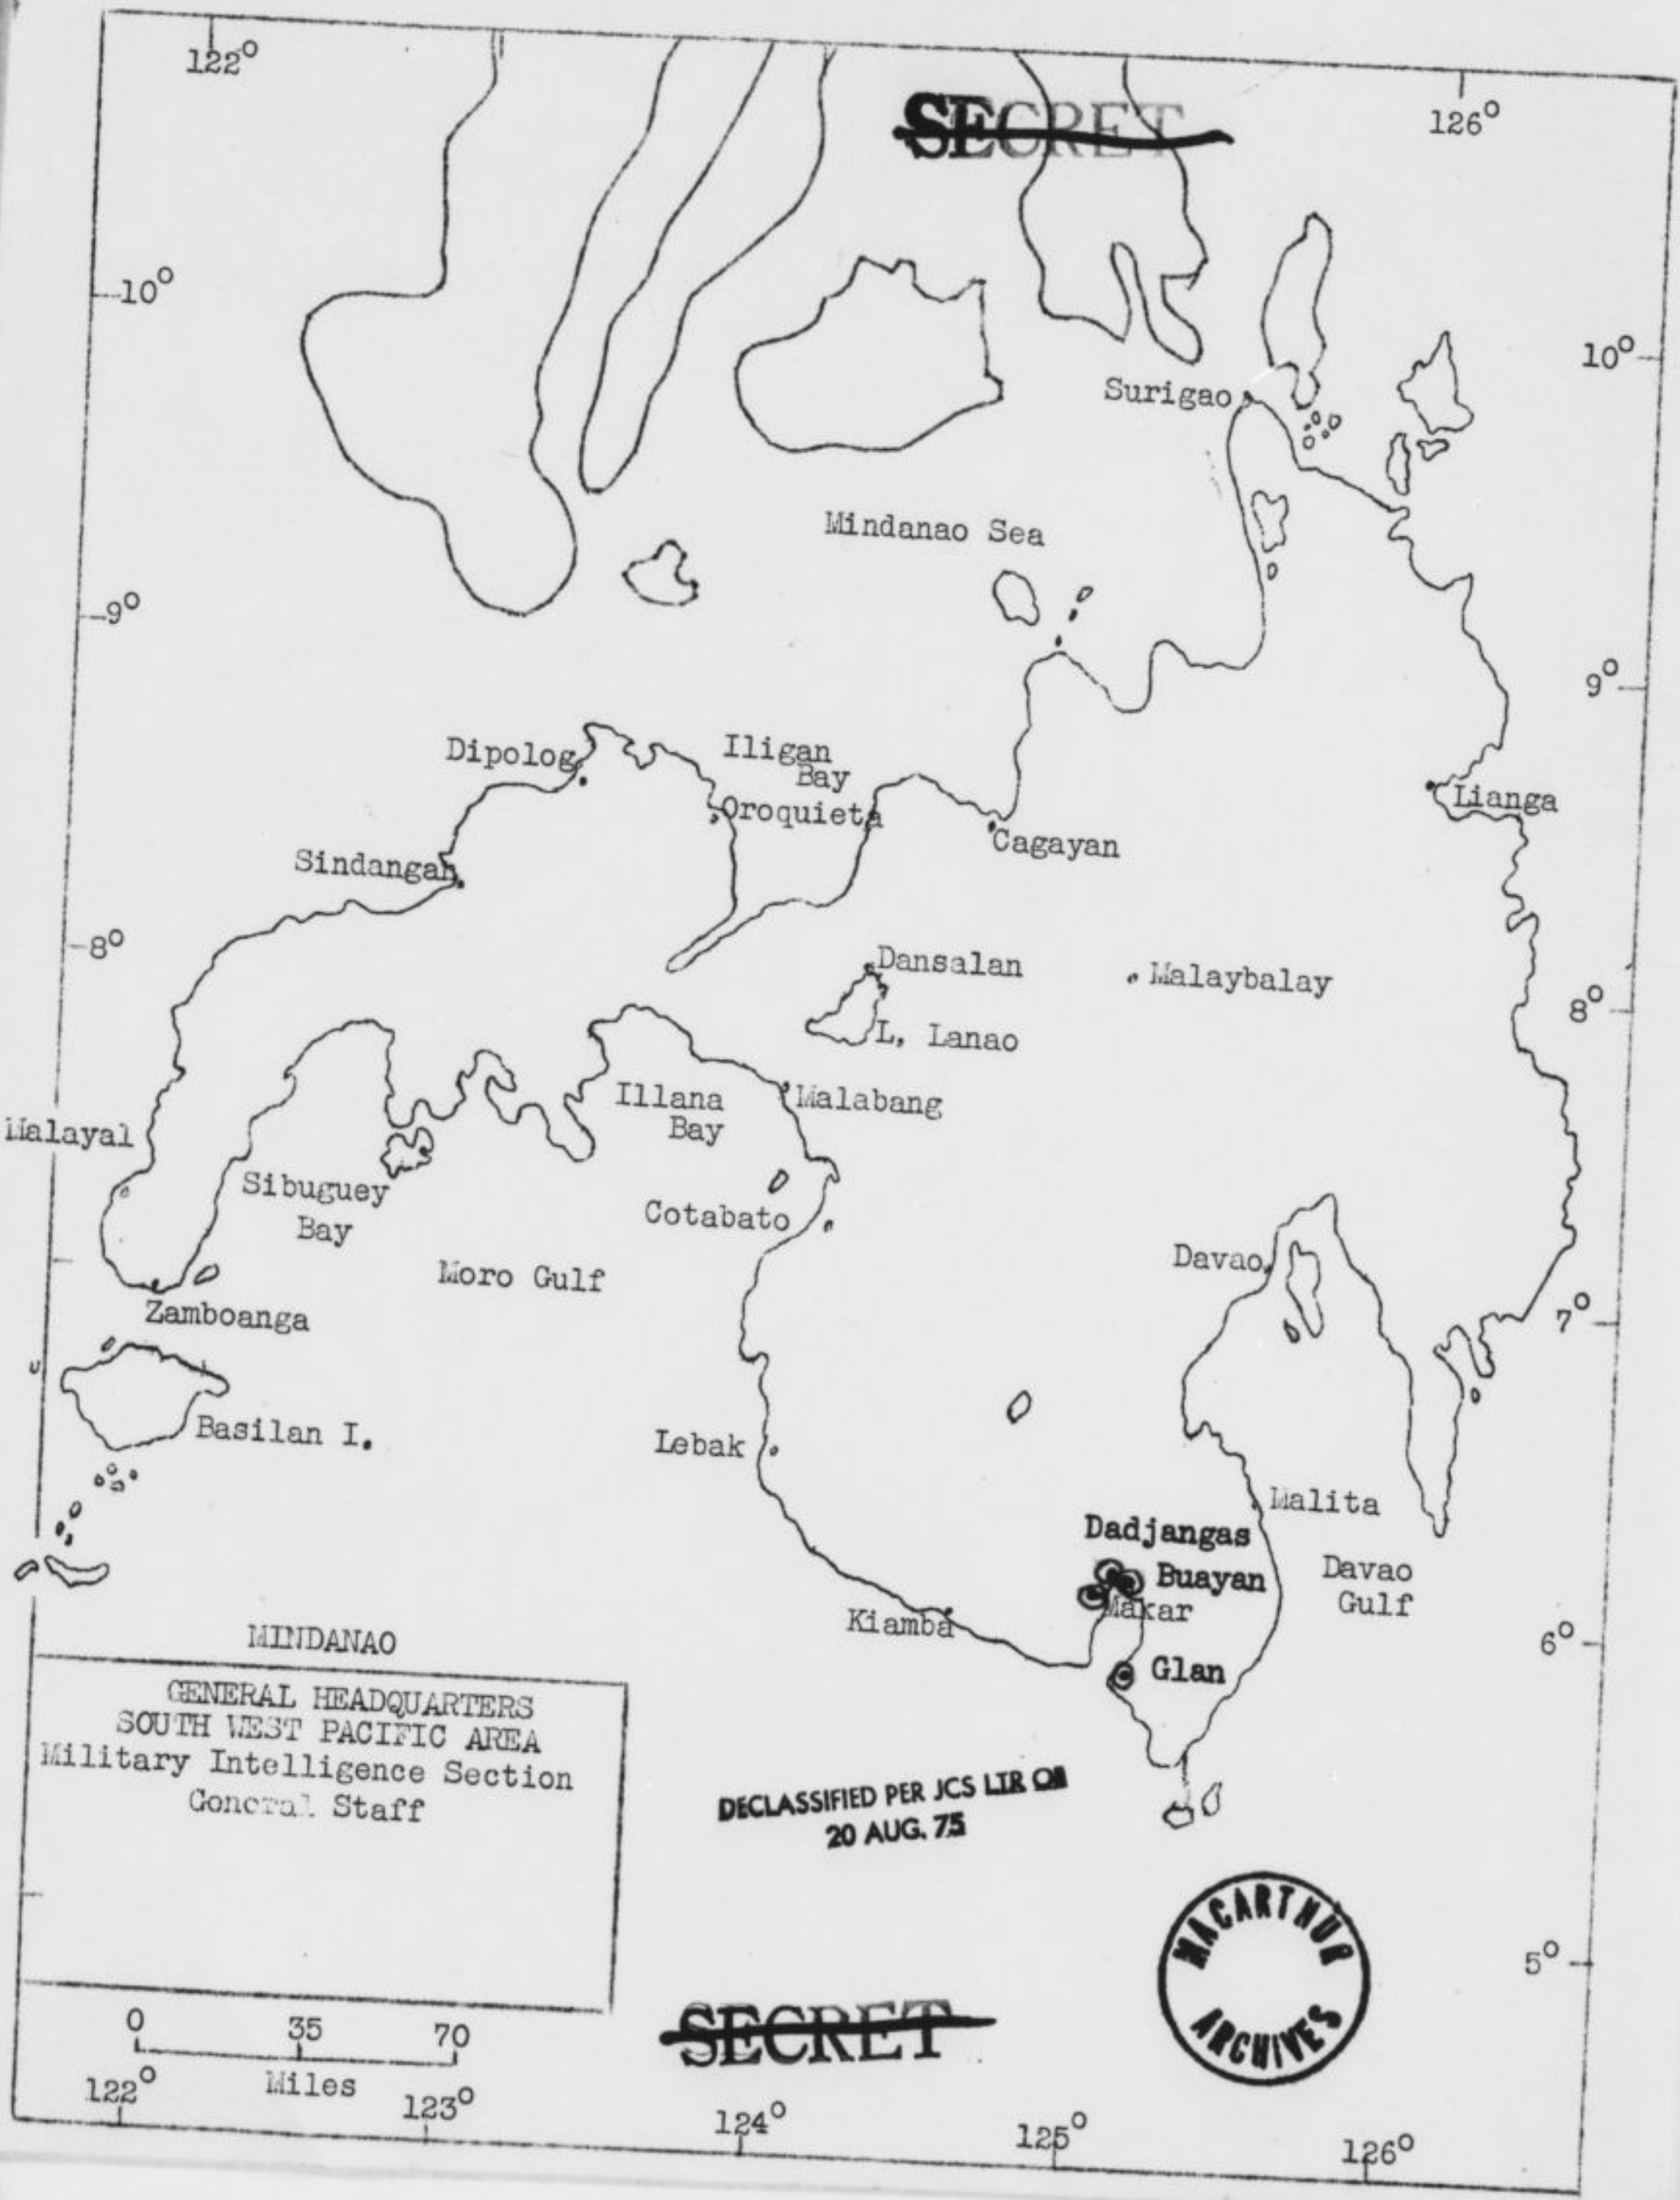 122°
SECRET
126°
10°
10°
Surigao
Mindanao Sea
9°
9°
Dipolog
Iligan
Bay
Oroquieta
Cagayan
Lianga
Sindangan
8°
Dansalan
Malaybalay
8°
L. Lanao
Illana
Bay
Malabang
Malayal
Sibuguey
Bay
Cotabato
Moro Gulf
Davao
Zamboanga
7°
Basilan I.
Lebak
Malita
Dadjangas
Buayan
Davao
Gulf
Makar
Kiamba
6°
Glan
MINDANAO
GENERAL HEADQUARTERS
SOUTH WEST PACIFIC AREA
Military Intelligence Section
General Staff
DECLASSIFIED PER JCS LTR OF
20 AUG. 75
MACARTHUR
ARCHIVES
5°
SECRET
0 35 70
Miles
122°
123°
124°
125°
126°